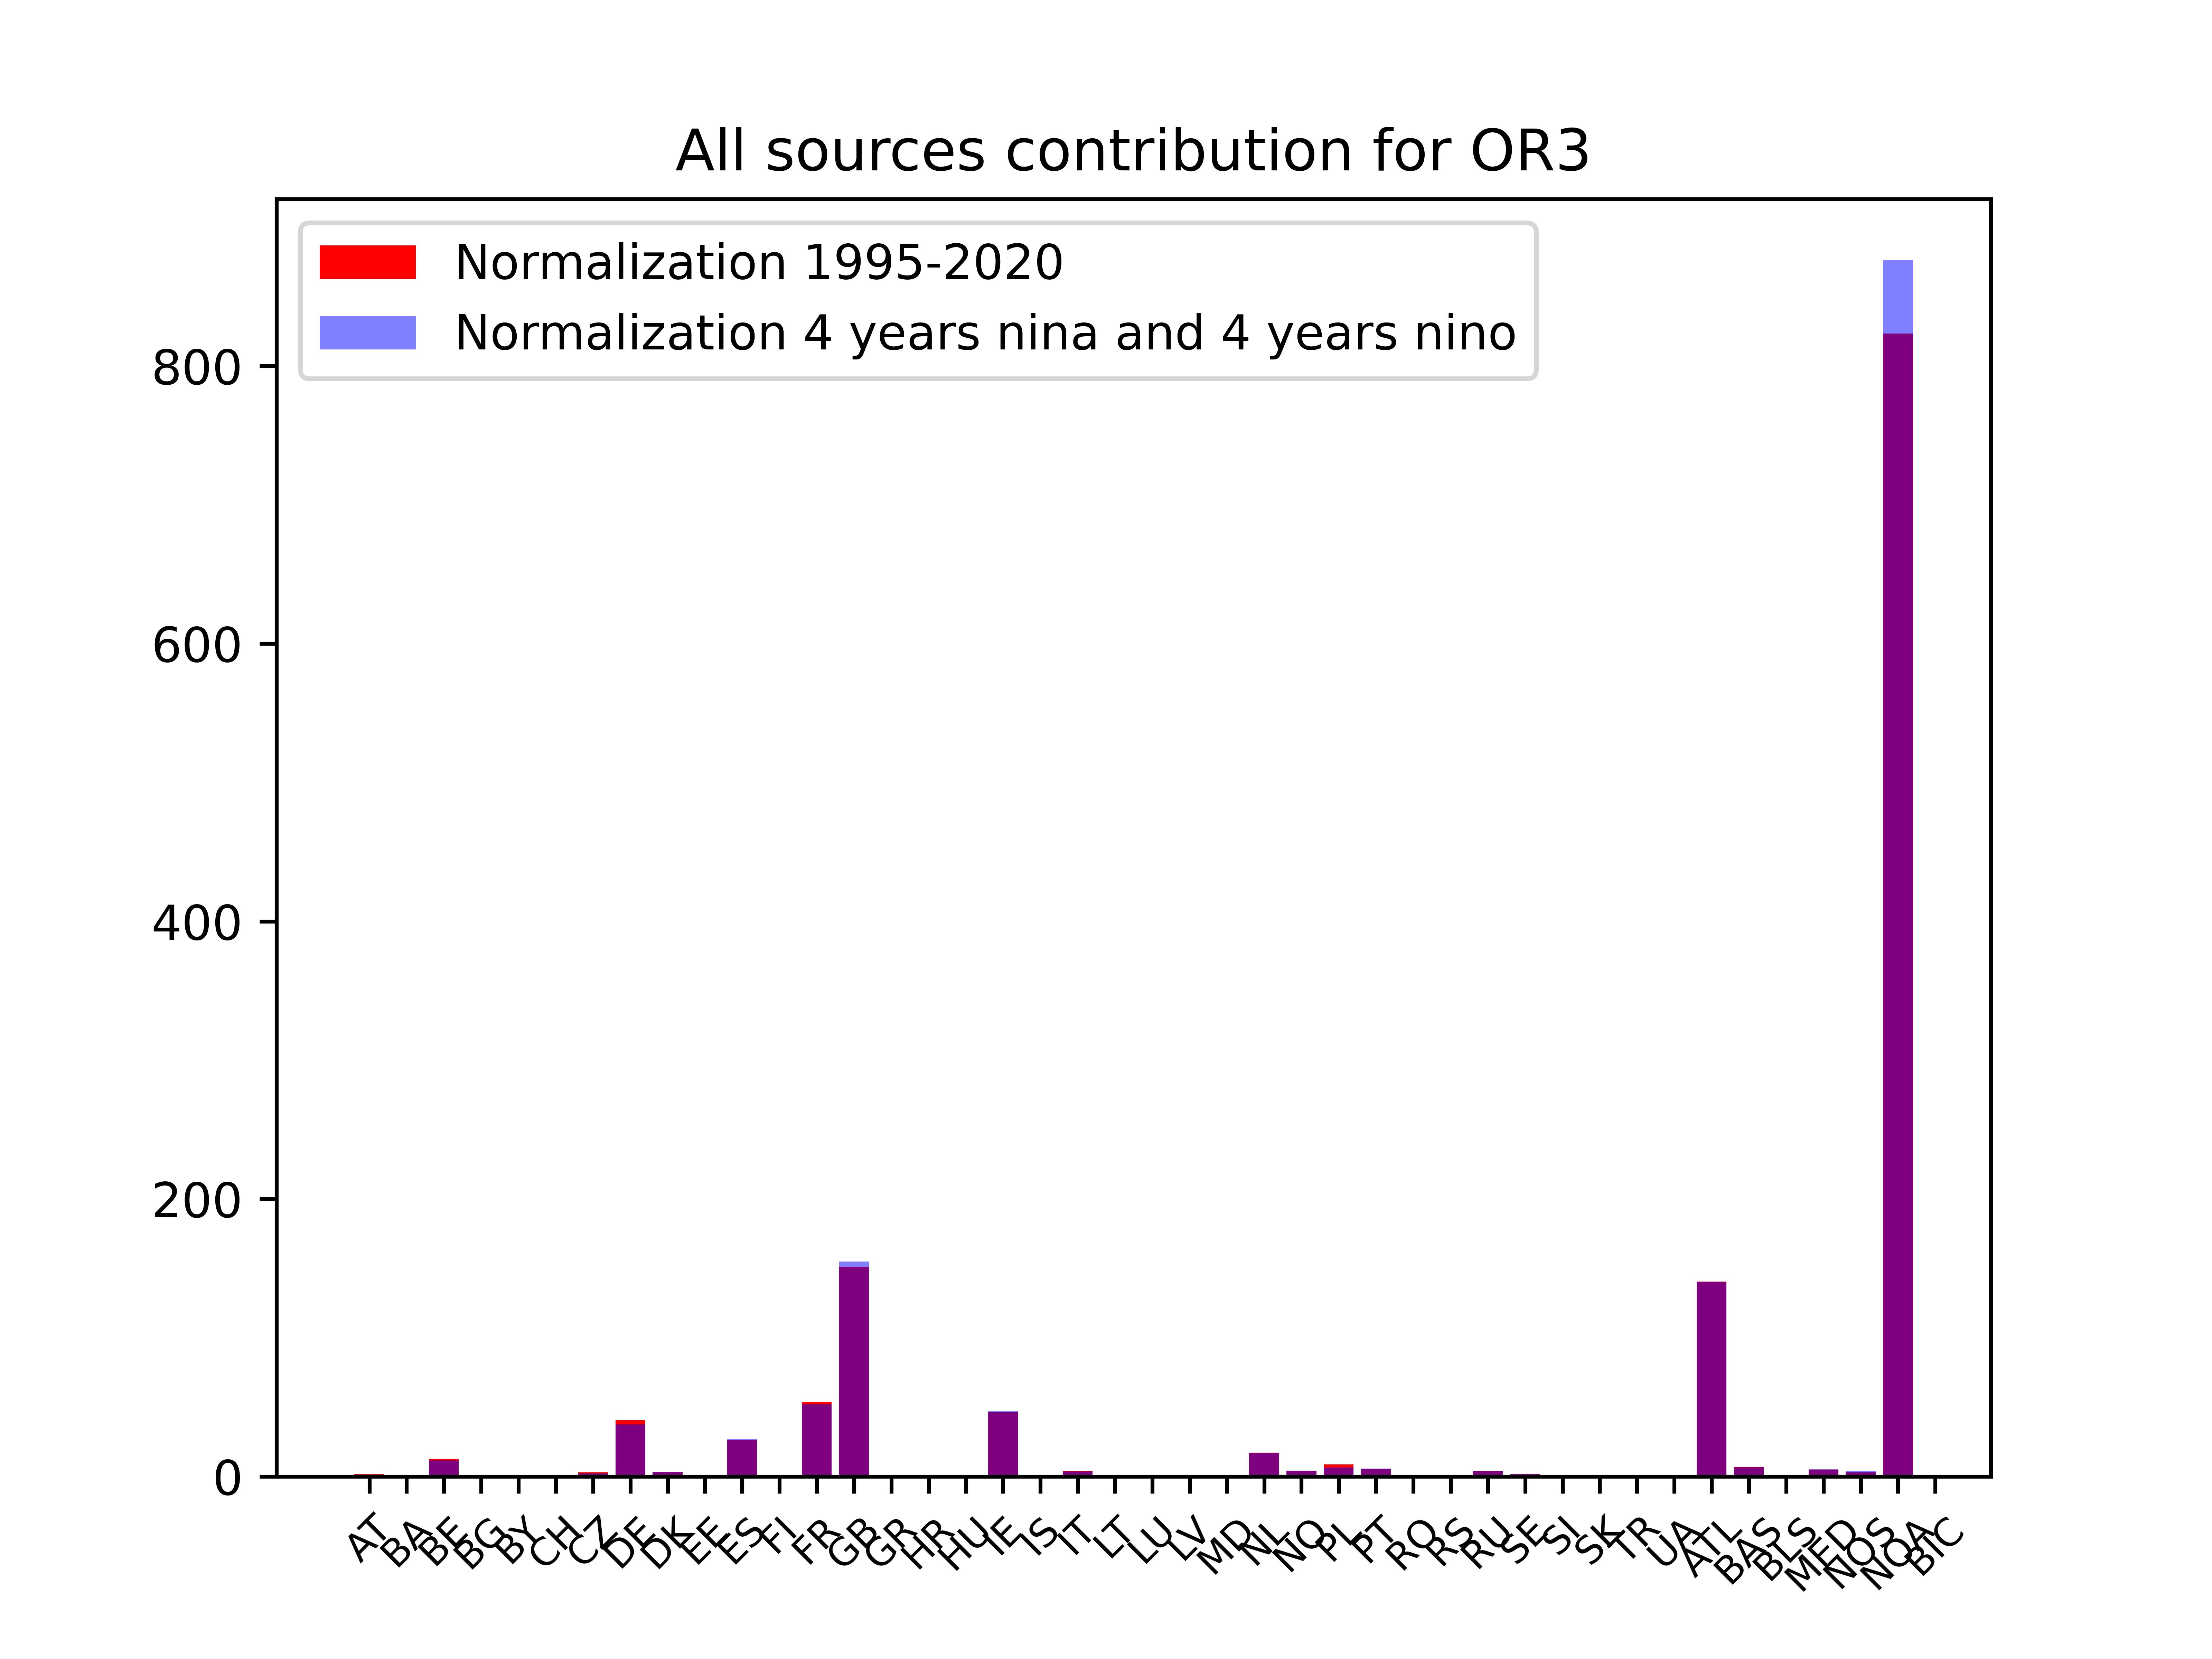 All sources contribution for OR3
Normalization 1995-2020
Normalization 4 years nina and 4 years nino
800
600
400
200
0
AT
BA
BE
BG
BY
CH
CZ
DE
DK
EE
ES
FI
FR
GB
GR
HR
HU
IE
IS
IT
LT
LU
LV
MD
NL
NO
PL
PT
RO
RS
RU
SE
SI
SK
TR
UA
ATL
BAS
BLS
MED
NOS
NOA
BIC